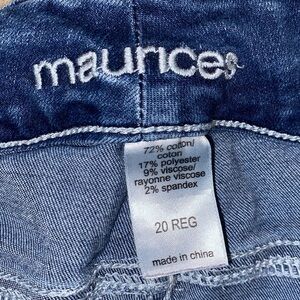 maurices
72% cotton/
coton
17% polyester
9% viscose/
rayonne viscose
2% spandex
20 REG
made in china